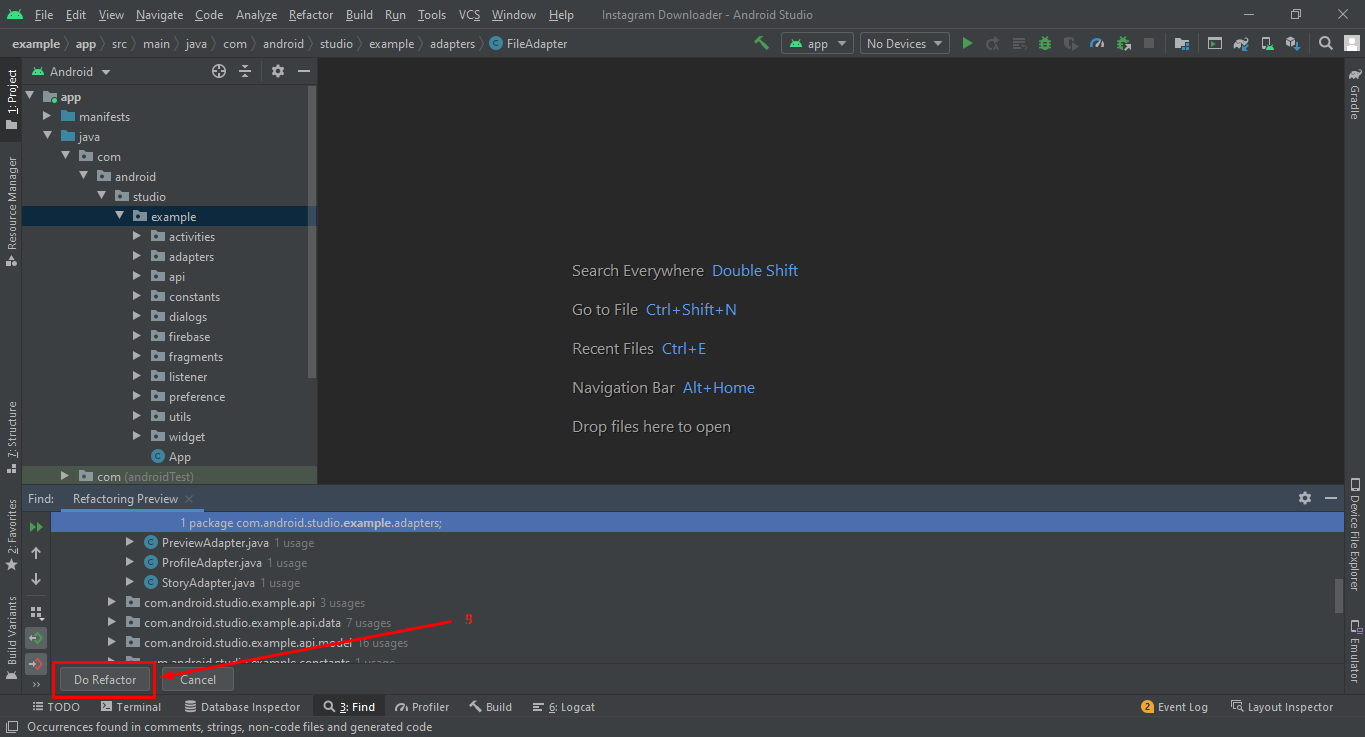 File Edit View Navigate Code Analyze Refactor Build Run Tools VCS Window Help Instagram Downloader - Android Studio
example app src main java com android studio example adapters FileAdapter app No Devices
1: Project
Resource Manager
7: Structure
2: Favorites
Build Variants
Android
app
manifests
java
com
android
studio
example
activities
adapters
api
constants
dialogs
firebase
fragments
listener
preference
utils
widget
App
com (androidTest)
Search Everywhere Double Shift
Go to File Ctrl+Shift+N
Recent Files Ctrl+E
Navigation Bar Alt+Home
Drop files here to open
Gradle
Device File Explorer
Emulator
Find: Refactoring Preview
1 package com.android.studio.example.adapters;
PreviewAdapter.java 1 usage
ProfileAdapter.java 1 usage
StoryAdapter.java 1 usage
com.android.studio.example.api 3 usages
com.android.studio.example.api.data 7 usages
com.android.studio.example.api.model 16 usages
com.android.studio.example.constants 1 usage
9
Do Refactor Cancel
TODO Terminal Database Inspector 3: Find Profiler Build 6: Logcat 2 Event Log Layout Inspector
Occurrences found in comments, strings, non-code files and generated code